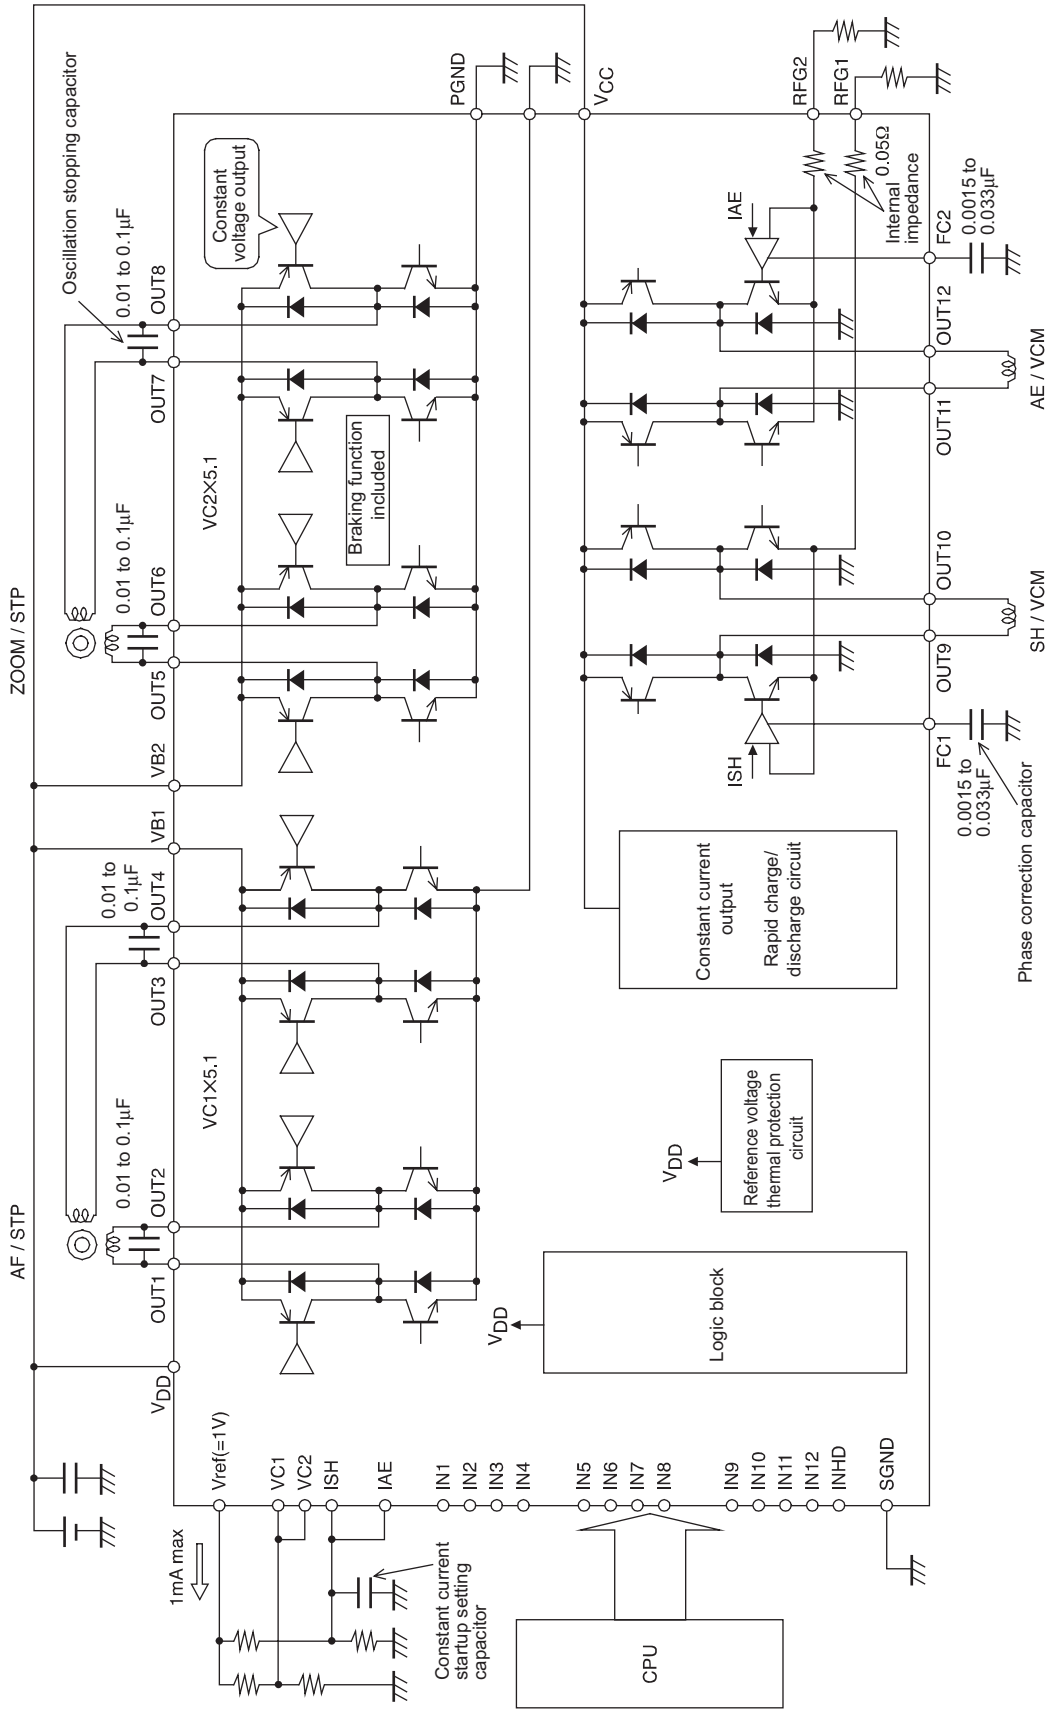 AF / STP
ZOOM / STP
Oscillation stopping capacitor
0.01 to 0.1μF
0.01 to
0.1μF
0.01 to 0.1μF
0.01 to 0.1μF
VDD
OUT1
OUT2
OUT3
OUT4
VB1
VB2
OUT5
OUT6
OUT7
OUT8
VC1X5.1
VC2X5.1
Constant
voltage output
Braking function
included
PGND
VCC
RFG2
RFG1
1mA max
Vref(=1V)
VC1
VC2
ISH
IAE
IN1
IN2
IN3
IN4
IN5
IN6
IN7
IN8
IN9
IN10
IN11
IN12
INHD
SGND
Constant current
startup setting
capacitor
CPU
VDD
Logic block
VDD
Reference voltage
thermal protection
circuit
Constant current
output
Rapid charge/
discharge circuit
ISH
IAE
0.05Ω
Internal
impedance
FC1
OUT9
OUT10
OUT11
OUT12
FC2
0.0015 to
0.033μF
0.0015 to
0.033μF
Phase correction capacitor
SH / VCM
AE / VCM